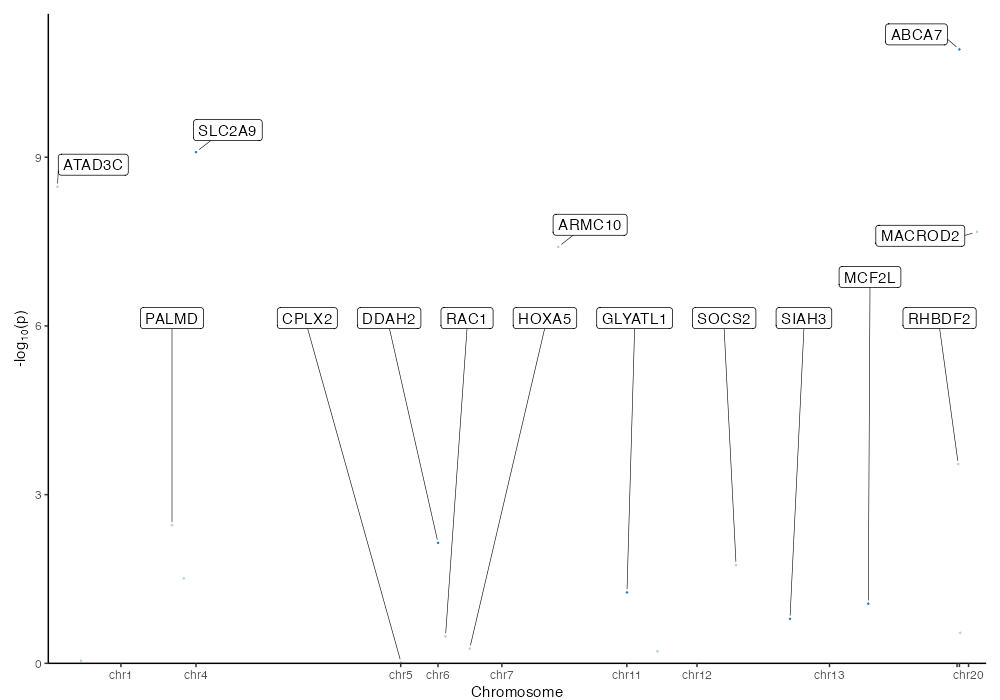 ABCA7
SLC2A9
ATAD3C
ARMC10
MACROD2
MCF2L
PALMD CPLX2 DDAH2 RAC1 HOXA5 GLYATL1 SOCS2 SIAH3 RHBDF2
9
6
3
0
-log10(p)
chr1 chr4 chr5 chr6 chr7 chr11 chr12 chr13 chr20
Chromosome